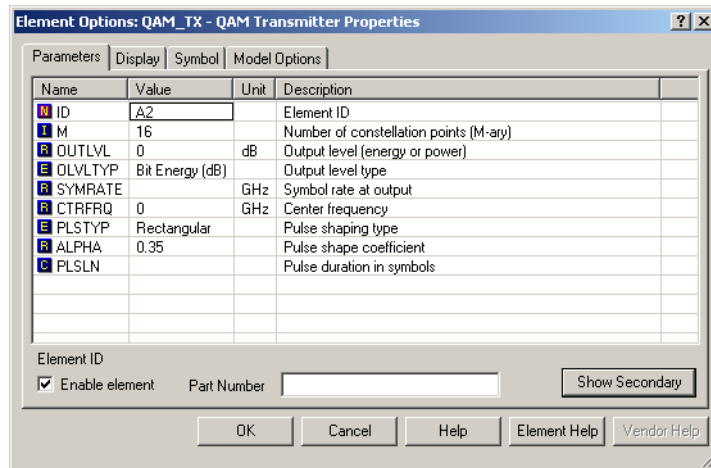 Element Options: QAM_TX - QAM Transmitter Properties
Parameters Display Symbol Model Options
Name Value Unit Description
N ID A2 Element ID
I M 16 Number of constellation points (M-ary)
R OUTLVL 0 dB Output level (energy or power)
E OLVLTYP Bit Energy (dB) Output level type
R SYMRATE GHz Symbol rate at output
R CTRFRQ 0 GHz Center frequency
E PLSTYP Rectangular Pulse shaping type
R ALPHA 0.35 Pulse shape coefficient
C PLSLN Pulse duration in symbols
Element ID
Enable element Part Number Show Secondary
OK Cancel Help Element Help Vendor Help